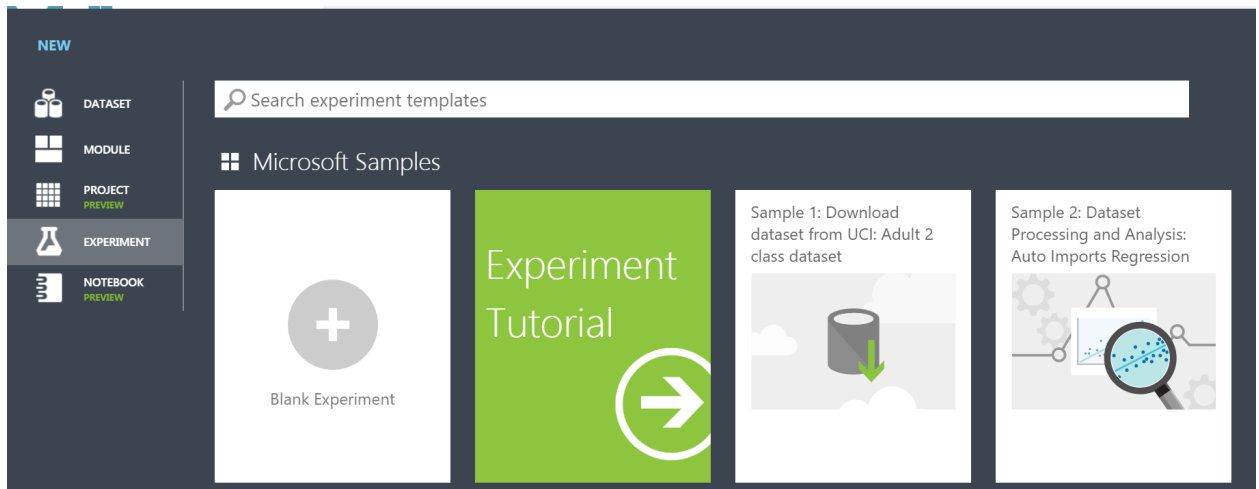 NEW
DATASET
MODULE
PROJECT
PREVIEW
EXPERIMENT
NOTEBOOK
PREVIEW
Search experiment templates
Microsoft Samples
Blank Experiment
Experiment
Tutorial
Sample 1: Download
dataset from UCI: Adult 2
class dataset
Sample 2: Dataset
Processing and Analysis:
Auto Imports Regression